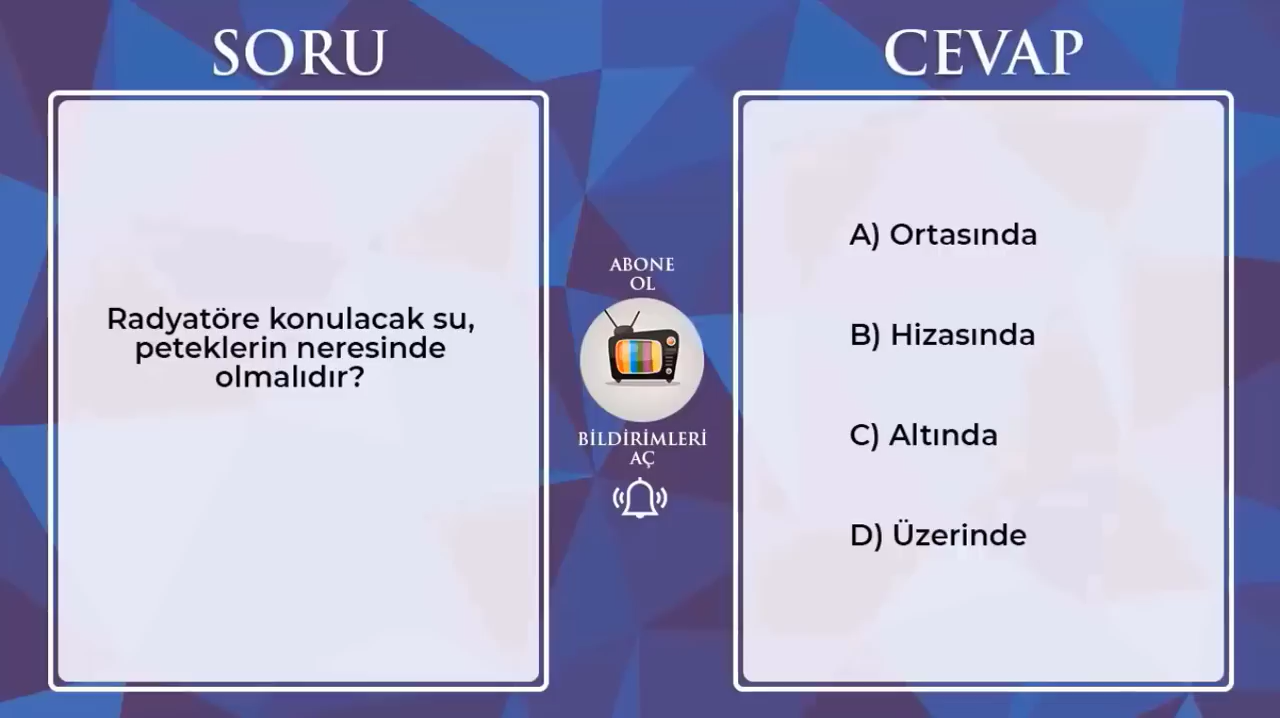 SORU
Radyatöre konulacak su,
peteklerin neresinde
olmalıdır?
ABONE
OL
BİLDİRİMLERİ
AÇ
CEVAP
A) Ortasında
B) Hizasında
C) Altında
D) Üzerinde